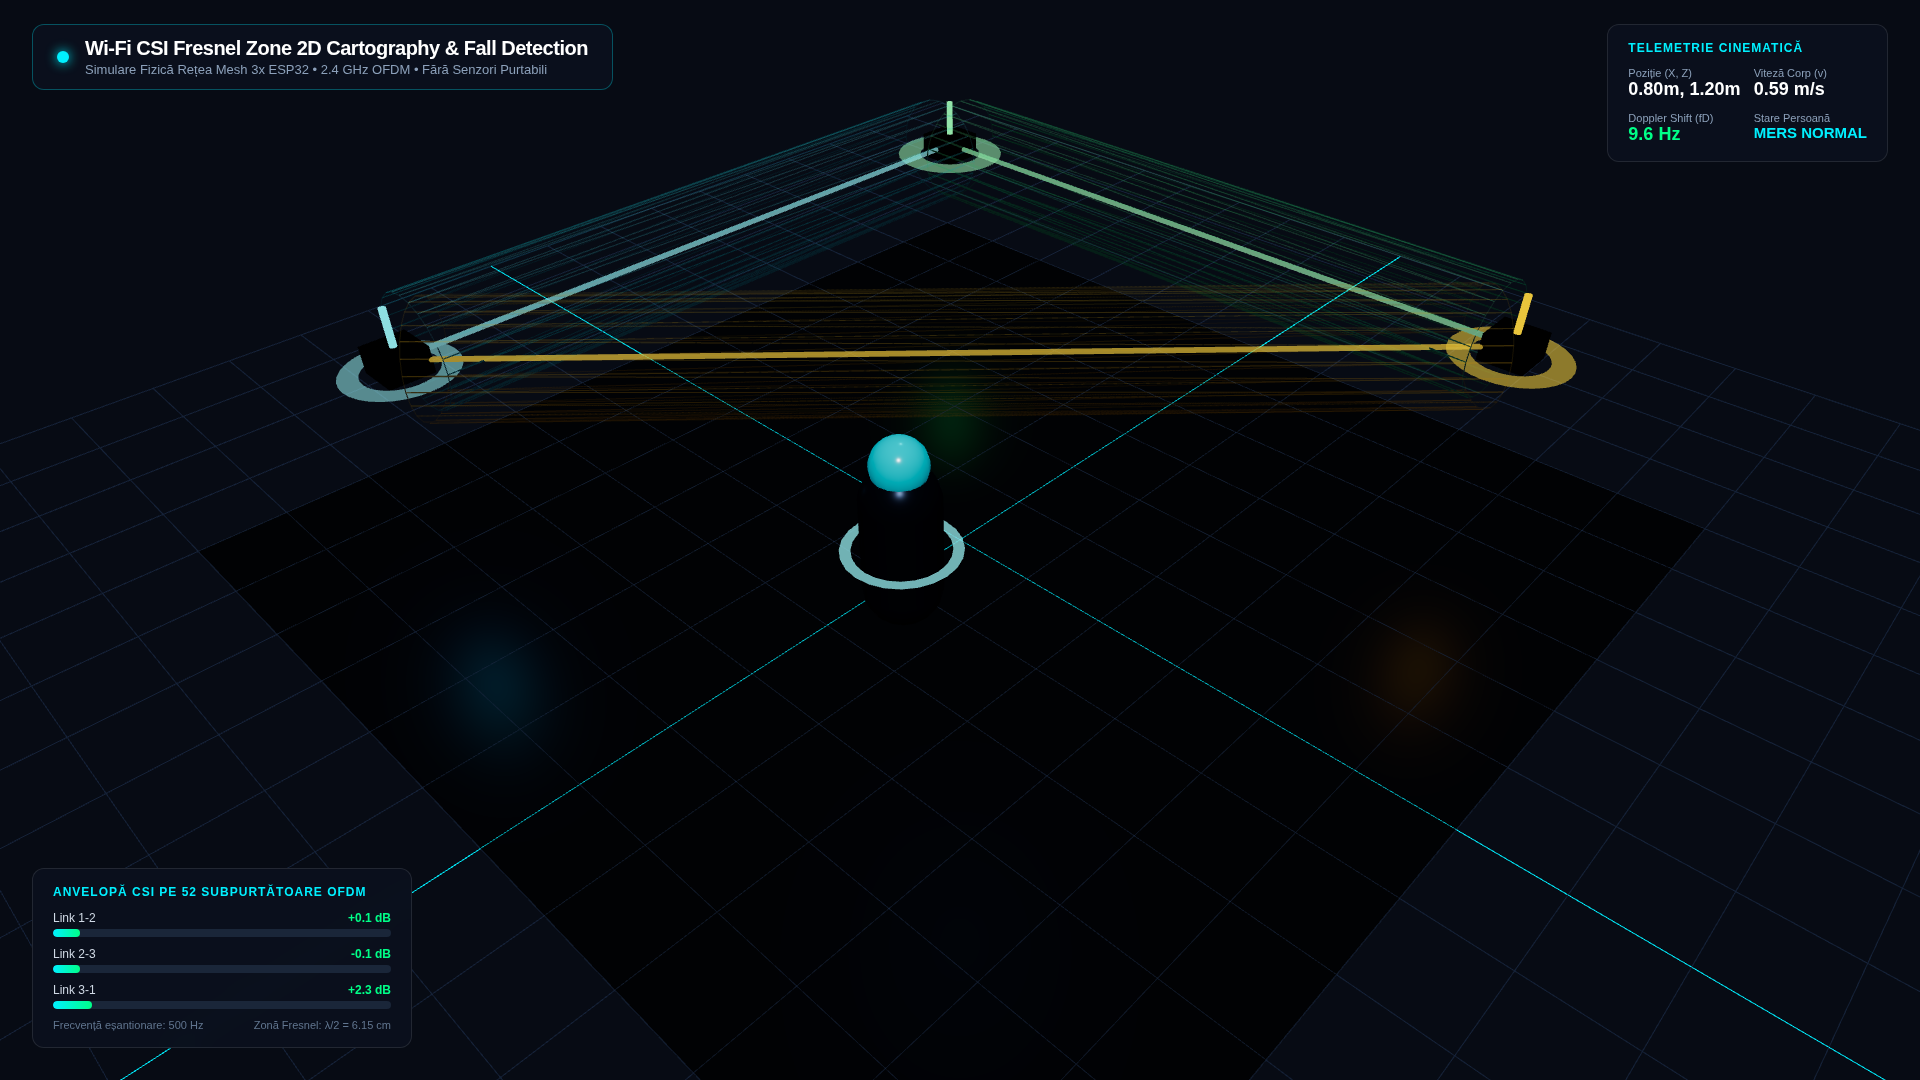 Wi-Fi CSI Fresnel Zone 2D Cartography & Fall Detection
Simulare Fizică Rețea Mesh 3x ESP32 • 2.4 GHz OFDM • Fără Senzori Purtabili
TELEMETRIE CINEMATICĂ
Poziție (X, Z) Viteză Corp (v)
0.80m, 1.20m 0.59 m/s
Doppler Shift (fD) Stare Persoană
9.6 Hz MERS NORMAL
ANVELOPĂ CSI PE 52 SUBPURTĂTOARE OFDM
Link 1-2 +0.1 dB
Link 2-3 -0.1 dB
Link 3-1 +2.3 dB
Frecvență eșantionare: 500 Hz Zonă Fresnel: λ/2 = 6.15 cm